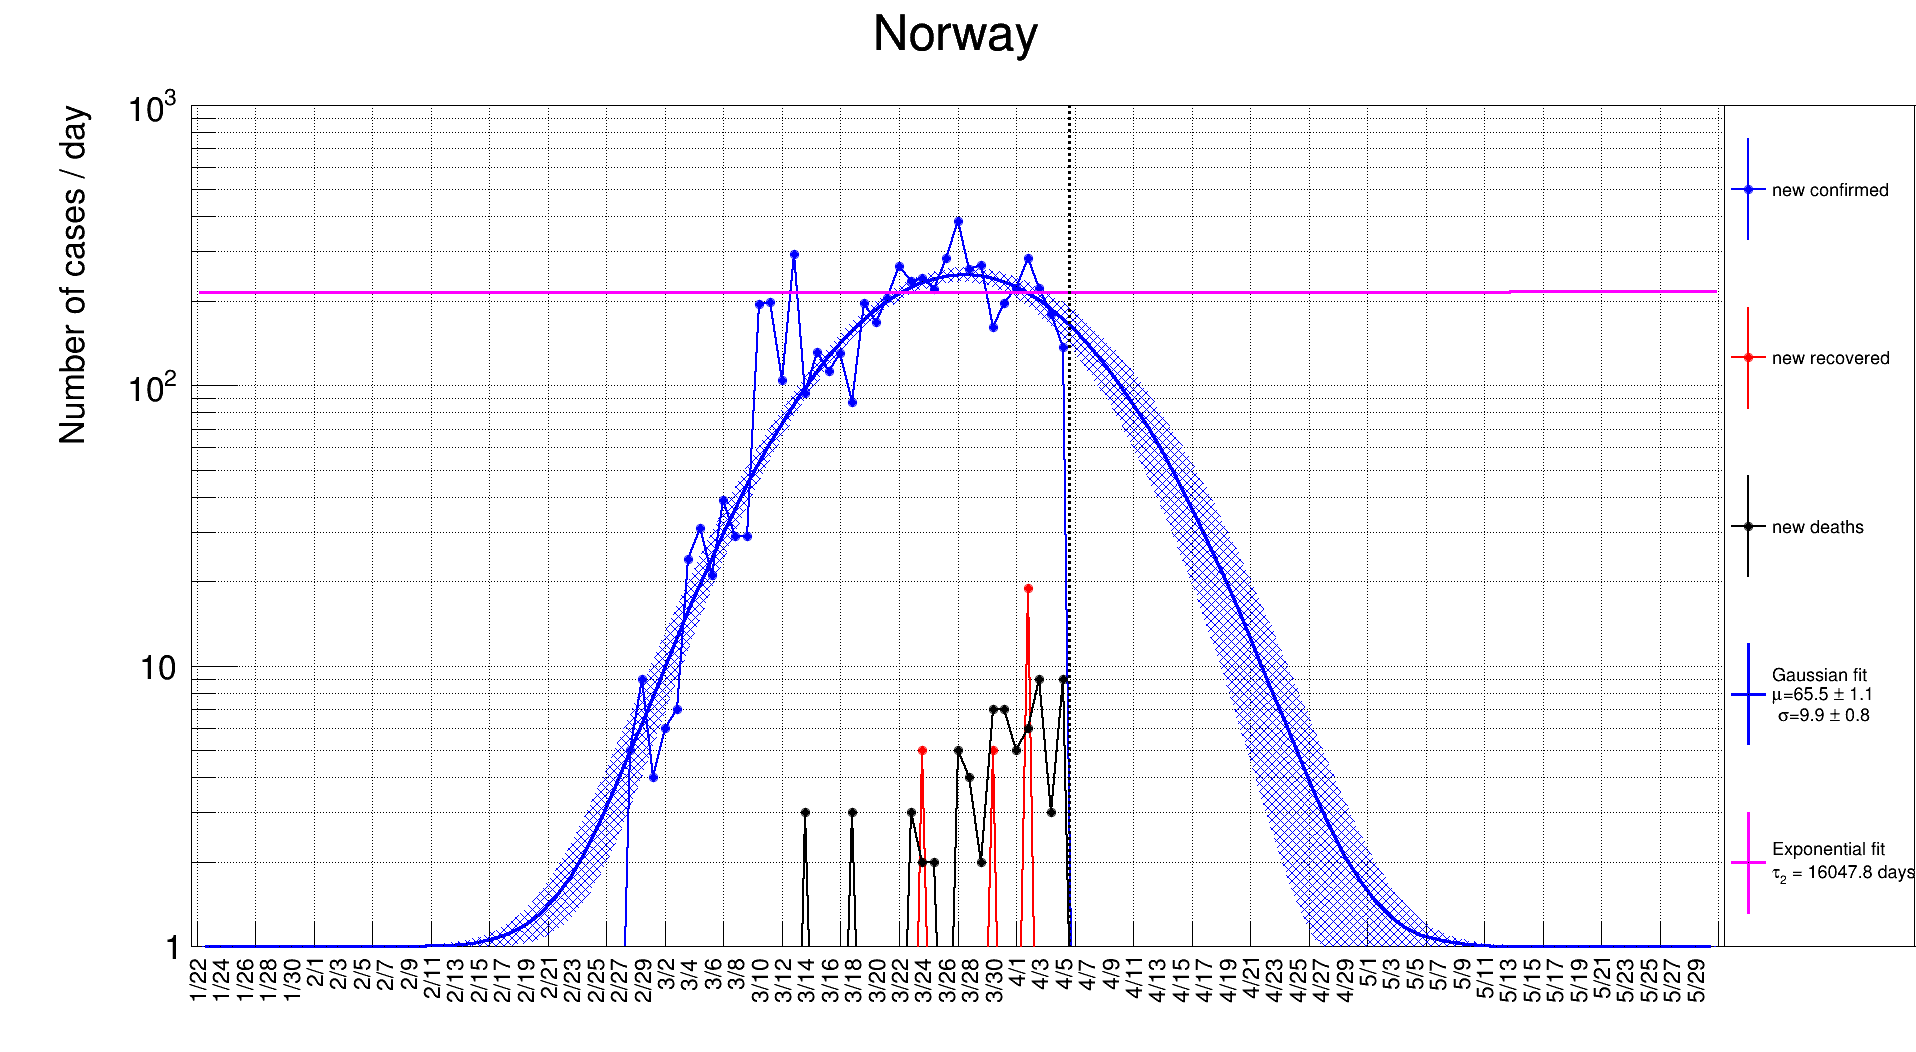 Norway
Number of cases / day
10³
10²
10
1
1/22 1/24 1/26 1/28 1/30 2/1 2/3 2/5 2/7 2/9 2/11 2/13 2/15 2/17 2/19 2/21 2/23 2/25 2/27 2/29 3/2 3/4 3/6 3/8 3/10 3/12 3/14 3/16 3/18 3/20 3/22 3/24 3/26 3/28 3/30 4/1 4/3 4/5 4/7 4/9 4/11 4/13 4/15 4/17 4/19 4/21 4/23 4/25 4/27 4/29 5/1 5/3 5/5 5/7 5/9 5/11 5/13 5/15 5/17 5/19 5/21 5/23 5/25 5/27 5/29
new confirmed
new recovered
new deaths
Gaussian fit
μ=65.5 ± 1.1
σ=9.9 ± 0.8
Exponential fit
τ₂ = 16047.8 days